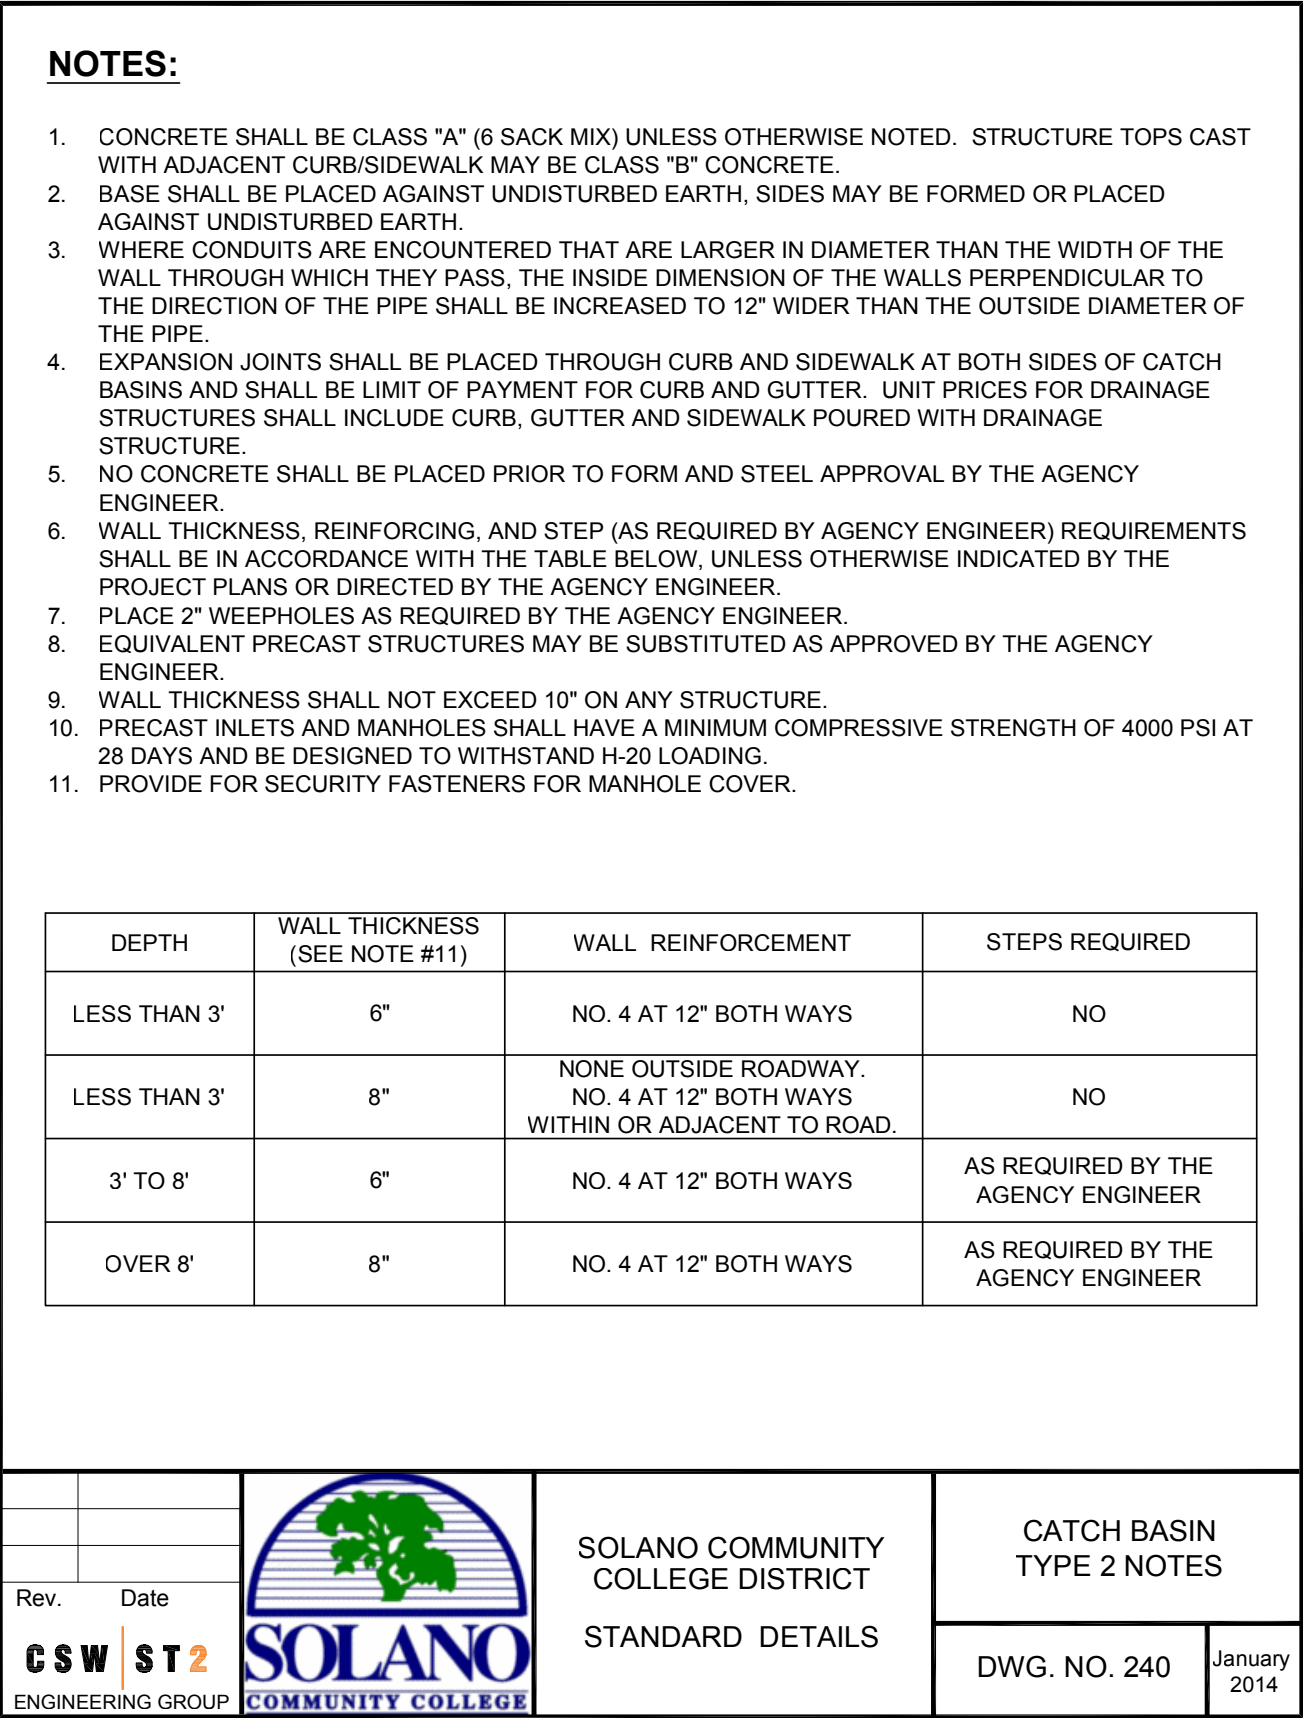 NOTES:
1. CONCRETE SHALL BE CLASS "A" (6 SACK MIX) UNLESS OTHERWISE NOTED. STRUCTURE TOPS CAST
WITH ADJACENT CURB/SIDEWALK MAY BE CLASS "B" CONCRETE.
2. BASE SHALL BE PLACED AGAINST UNDISTURBED EARTH, SIDES MAY BE FORMED OR PLACED
AGAINST UNDISTURBED EARTH.
3. WHERE CONDUITS ARE ENCOUNTERED THAT ARE LARGER IN DIAMETER THAN THE WIDTH OF THE
WALL THROUGH WHICH THEY PASS, THE INSIDE DIMENSION OF THE WALLS PERPENDICULAR TO
THE DIRECTION OF THE PIPE SHALL BE INCREASED TO 12" WIDER THAN THE OUTSIDE DIAMETER OF
THE PIPE.
4. EXPANSION JOINTS SHALL BE PLACED THROUGH CURB AND SIDEWALK AT BOTH SIDES OF CATCH
BASINS AND SHALL BE LIMIT OF PAYMENT FOR CURB AND GUTTER. UNIT PRICES FOR DRAINAGE
STRUCTURES SHALL INCLUDE CURB, GUTTER AND SIDEWALK POURED WITH DRAINAGE
STRUCTURE.
5. NO CONCRETE SHALL BE PLACED PRIOR TO FORM AND STEEL APPROVAL BY THE AGENCY
ENGINEER.
6. WALL THICKNESS, REINFORCING, AND STEP (AS REQUIRED BY AGENCY ENGINEER) REQUIREMENTS
SHALL BE IN ACCORDANCE WITH THE TABLE BELOW, UNLESS OTHERWISE INDICATED BY THE
PROJECT PLANS OR DIRECTED BY THE AGENCY ENGINEER.
7. PLACE 2" WEEPHOLES AS REQUIRED BY THE AGENCY ENGINEER.
8. EQUIVALENT PRECAST STRUCTURES MAY BE SUBSTITUTED AS APPROVED BY THE AGENCY
ENGINEER.
9. WALL THICKNESS SHALL NOT EXCEED 10" ON ANY STRUCTURE.
10. PRECAST INLETS AND MANHOLES SHALL HAVE A MINIMUM COMPRESSIVE STRENGTH OF 4000 PSI AT
28 DAYS AND BE DESIGNED TO WITHSTAND H-20 LOADING.
11. PROVIDE FOR SECURITY FASTENERS FOR MANHOLE COVER.
DEPTH
WALL THICKNESS
(SEE NOTE #11)
WALL REINFORCEMENT
STEPS REQUIRED
LESS THAN 3'
6"
NO. 4 AT 12" BOTH WAYS
NO
LESS THAN 3'
8"
NONE OUTSIDE ROADWAY.
NO. 4 AT 12" BOTH WAYS
WITHIN OR ADJACENT TO ROAD.
NO
3' TO 8'
6"
NO. 4 AT 12" BOTH WAYS
AS REQUIRED BY THE
AGENCY ENGINEER
OVER 8'
8"
NO. 4 AT 12" BOTH WAYS
AS REQUIRED BY THE
AGENCY ENGINEER
Rev. Date
CSW ST2
ENGINEERING GROUP
SOLANO
COMMUNITY COLLEGE
SOLANO COMMUNITY
COLLEGE DISTRICT
STANDARD DETAILS
CATCH BASIN
TYPE 2 NOTES
DWG. NO. 240
January
2014